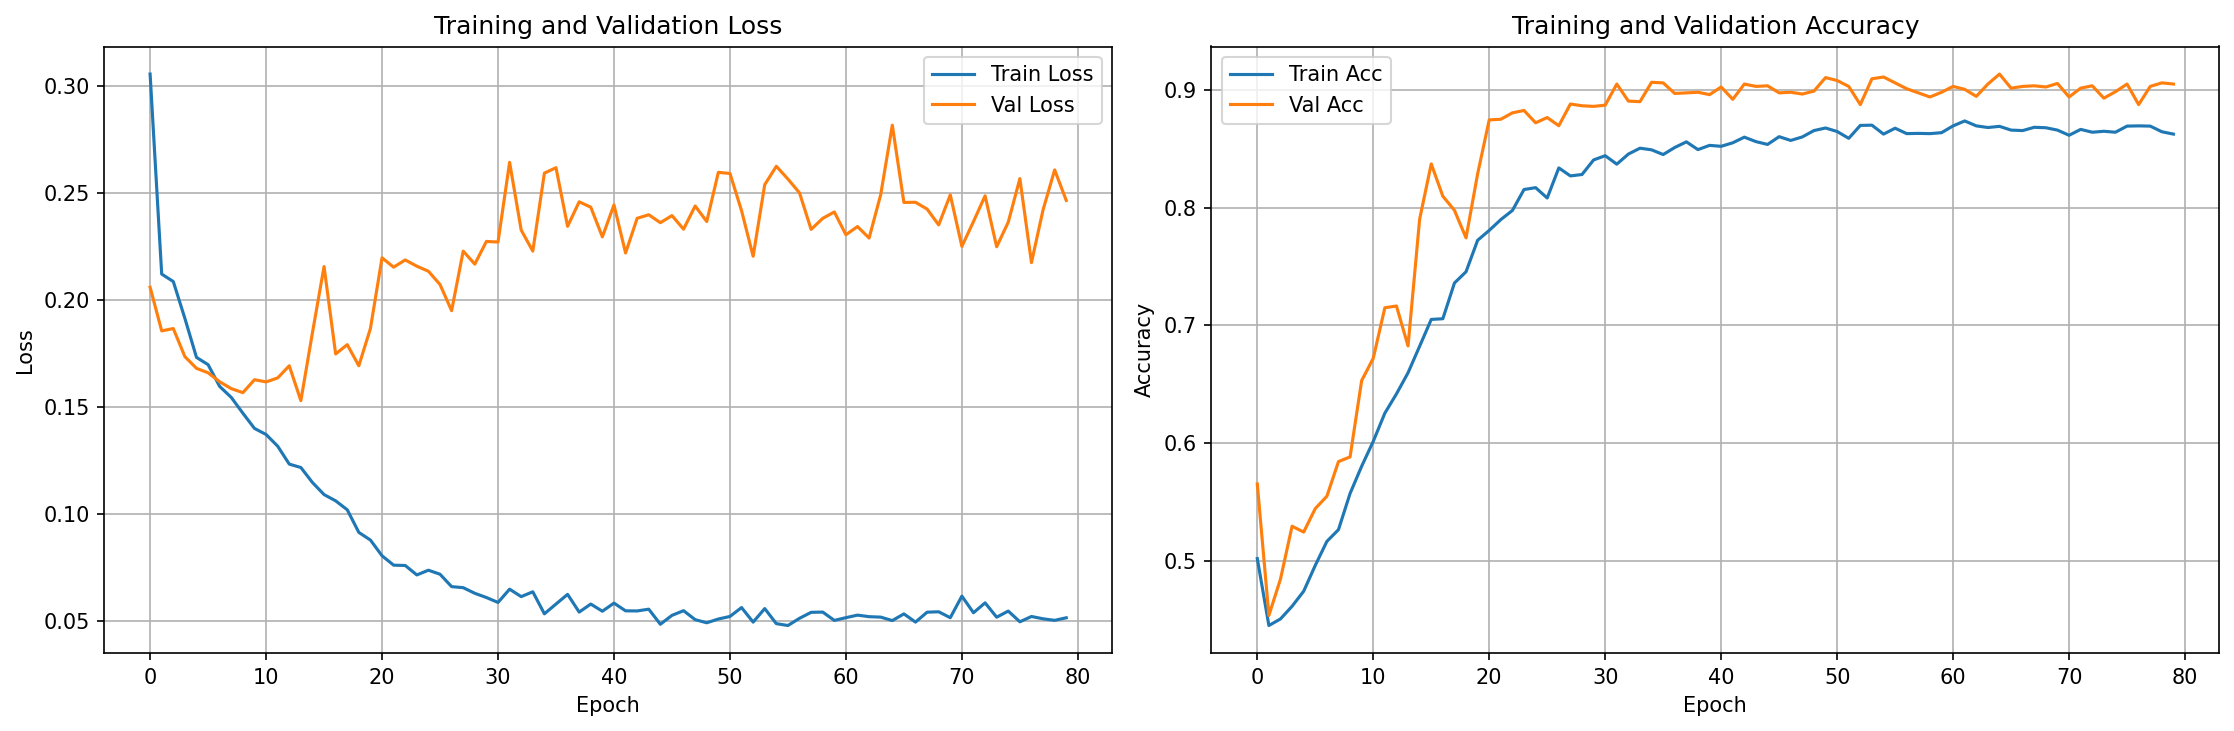 Training and Validation Loss
Train Loss
Val Loss
0.30
0.25
0.20
0.15
0.10
0.05
Loss
0 10 20 30 40 50 60 70 80
Epoch
Training and Validation Accuracy
Train Acc
Val Acc
0.9
0.8
0.7
0.6
0.5
Accuracy
0 10 20 30 40 50 60 70 80
Epoch